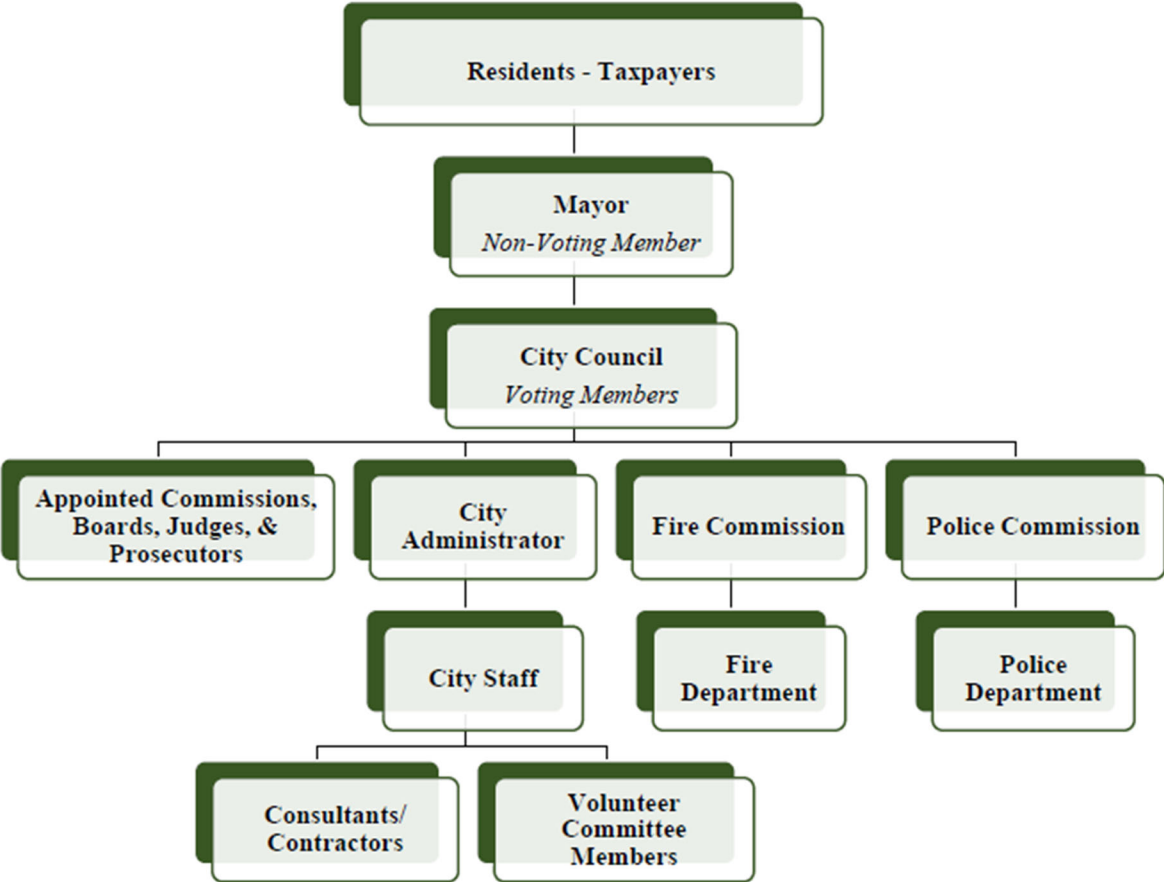 Residents - Taxpayers
Mayor
Non-Voting Member
City Council
Voting Members
Appointed Commissions,
Boards, Judges, &
Prosecutors
City
Administrator
Fire Commission
Police Commission
City Staff
Fire
Department
Police
Department
Consultants/
Contractors
Volunteer
Committee
Members